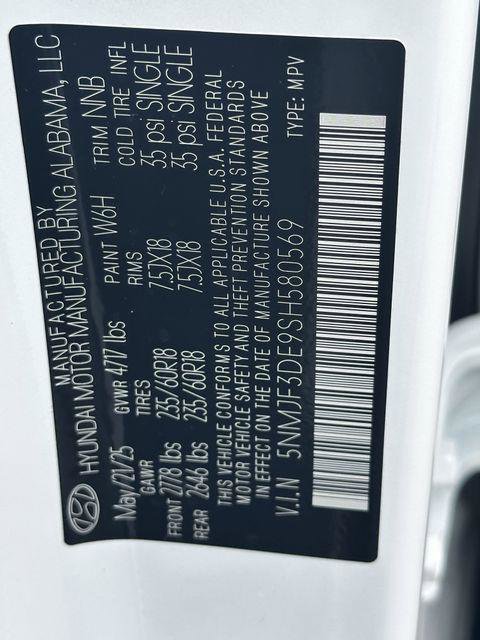 MANUFACTURED BY
HYUNDAI MOTOR MANUFACTURING ALABAMA, LLC
May/21/25 GVWR 4717 lbs PAINT W6H TRIM NNB
GAWR TIRES RIMS COLD TIRE INFL
FRONT 2778 lbs 235/60R18 7.5JX18 35 psi SINGLE
REAR 2646 lbs 235/60R18 7.5JX18 35 psi SINGLE
THIS VEHICLE CONFORMS TO ALL APPLICABLE U.S.A. FEDERAL
MOTOR VEHICLE SAFETY AND THEFT PREVENTION STANDARDS
IN EFFECT ON THE DATE OF MANUFACTURE SHOWN ABOVE
V.I.N 5NMJF3DE9SH580569 TYPE: MPV